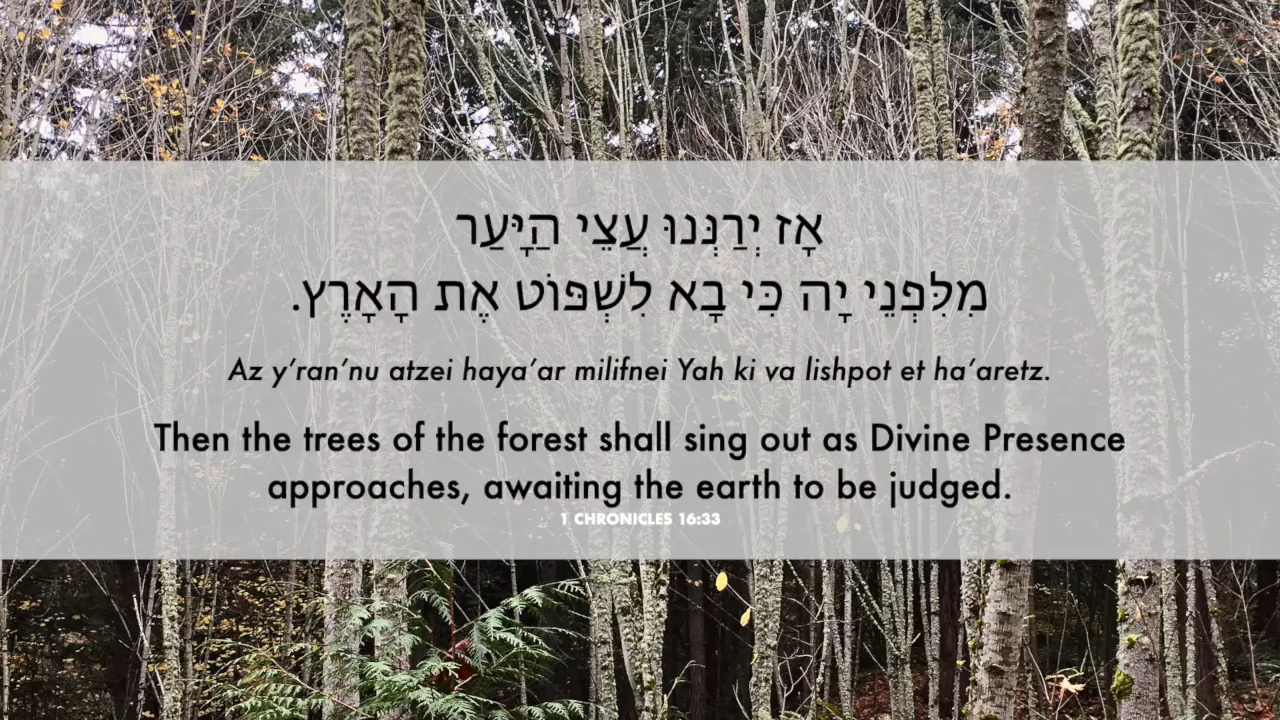 אָז יְרַנְּנוּ עֲצֵי הַיָּעַר
מִלִּפְנֵי יָהּ כִּי בָא לִשְׁפּוֹט אֶת הָאָרֶץ.
Az y’ran’nu atzei haya’ar milifnei Yah ki va lishpot et ha’aretz.
Then the trees of the forest shall sing out as Divine Presence
approaches, awaiting the earth to be judged.
1 CHRONICLES 16:33